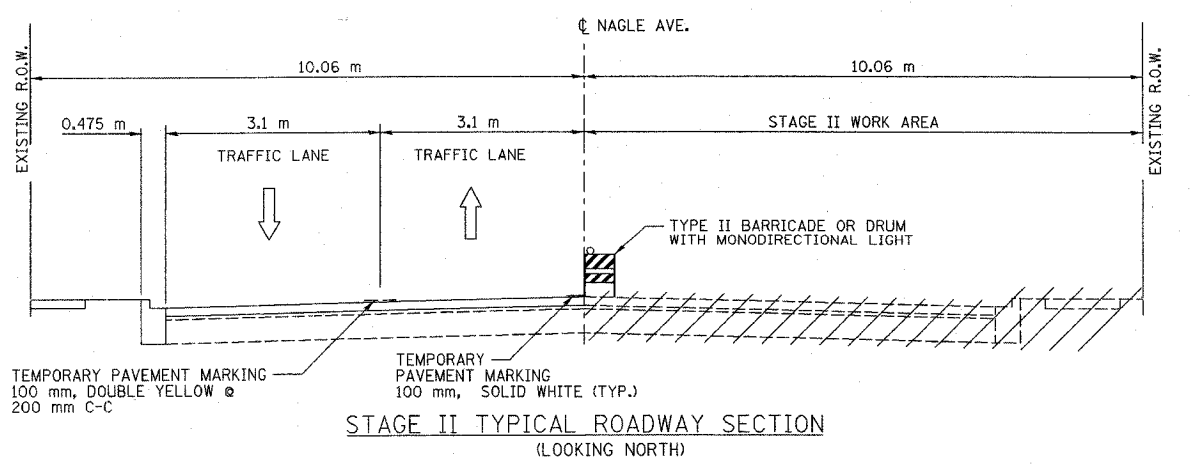 ℄ NAGLE AVE.
EXISTING R.O.W.
10.06 m
10.06 m
EXISTING R.O.W.
0.475 m
3.1 m
3.1 m
STAGE II WORK AREA
TRAFFIC LANE
TRAFFIC LANE
TYPE II BARRICADE OR DRUM
WITH MONODIRECTIONAL LIGHT
TEMPORARY PAVEMENT MARKING
100 mm, DOUBLE YELLOW @
200 mm C-C
TEMPORARY
PAVEMENT MARKING
100 mm, SOLID WHITE (TYP.)
STAGE II TYPICAL ROADWAY SECTION
(LOOKING NORTH)